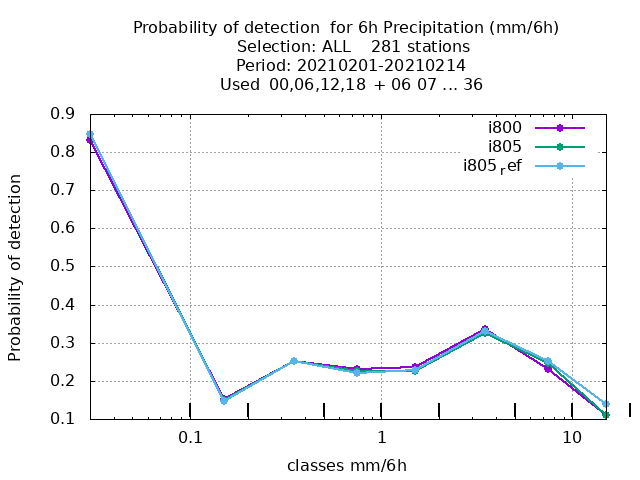 Probability of detection  for 6h Precipitation (mm/6h)
Selection: ALL    281 stations
Period: 20210201-20210214
Used  00,06,12,18  + 06 07 ... 36
i800
i805
i805ref
0.9
0.8
0.7
0.6
0.5
0.4
0.3
0.2
0.1
Probability of detection
0.1 1 10
classes mm/6h